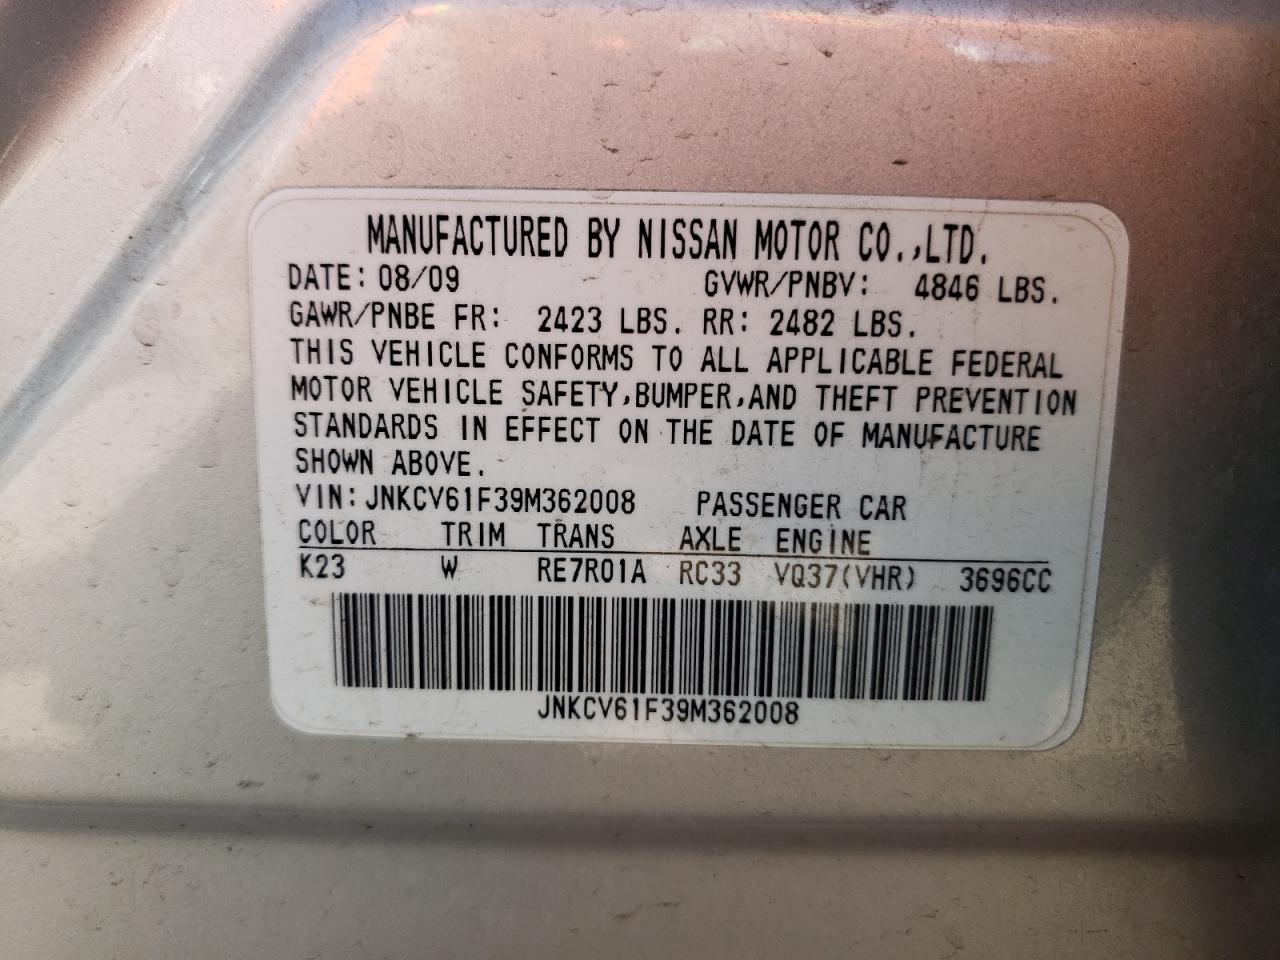 MANUFACTURED BY NISSAN MOTOR CO.,LTD.
DATE: 08/09 GVWR/PNBV: 4846 LBS.
GAWR/PNBE FR: 2423 LBS. RR: 2482 LBS.
THIS VEHICLE CONFORMS TO ALL APPLICABLE FEDERAL
MOTOR VEHICLE SAFETY,BUMPER,AND THEFT PREVENTION
STANDARDS IN EFFECT ON THE DATE OF MANUFACTURE
SHOWN ABOVE.
VIN: JNKCV61F39M362008 PASSENGER CAR
COLOR TRIM TRANS AXLE ENGINE
K23 W RE7R01A RC33 VQ37(VHR) 3696CC
JNKCV61F39M362008